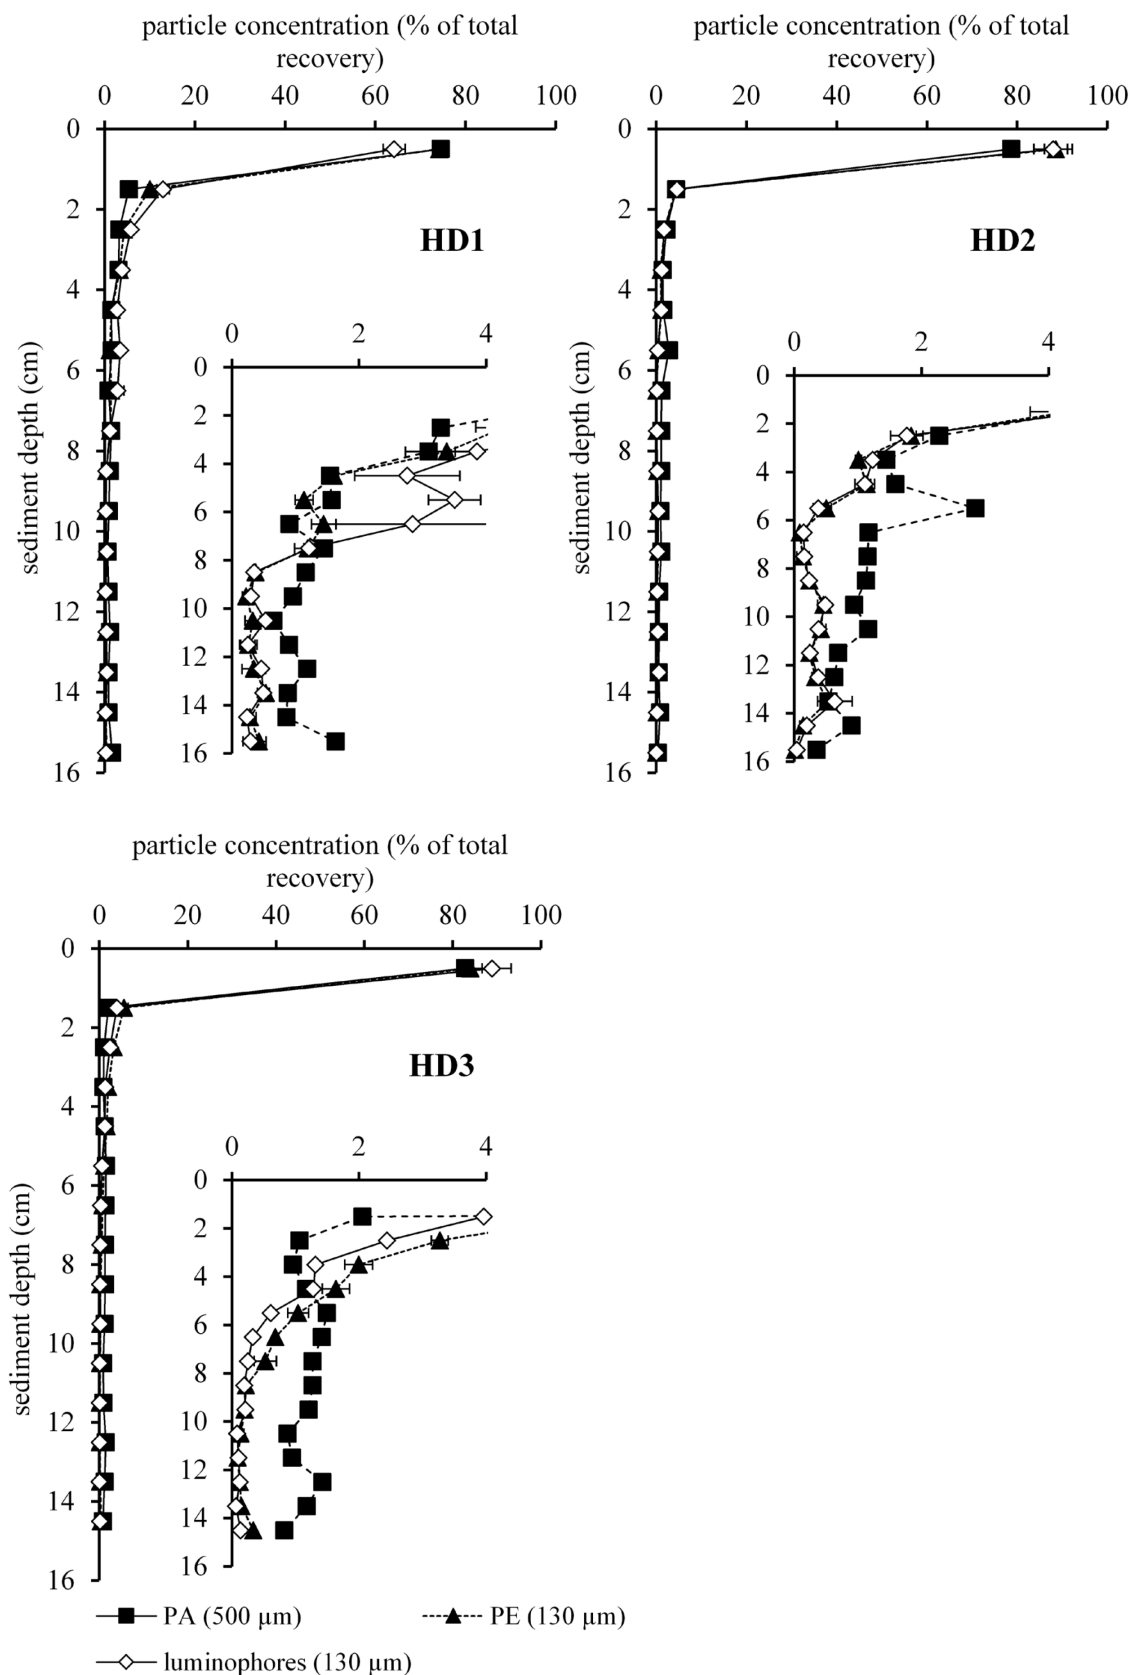 particle concentration (% of total
recovery)
0 20 40 60 80 100
0
2
4
6
8
10
12
14
16
sediment depth (cm)
HD1
0 2 4
0
2
4
6
8
10
12
14
16
particle concentration (% of total
recovery)
0 20 40 60 80 100
0
2
4
6
8
10
12
14
16
sediment depth (cm)
HD2
0 2 4
0
2
4
6
8
10
12
14
16
particle concentration (% of total
recovery)
0 20 40 60 80 100
0
2
4
6
8
10
12
14
16
sediment depth (cm)
HD3
0 2 4
0
2
4
6
8
10
12
14
16
PA (500 µm) PE (130 µm)
luminophores (130 µm)